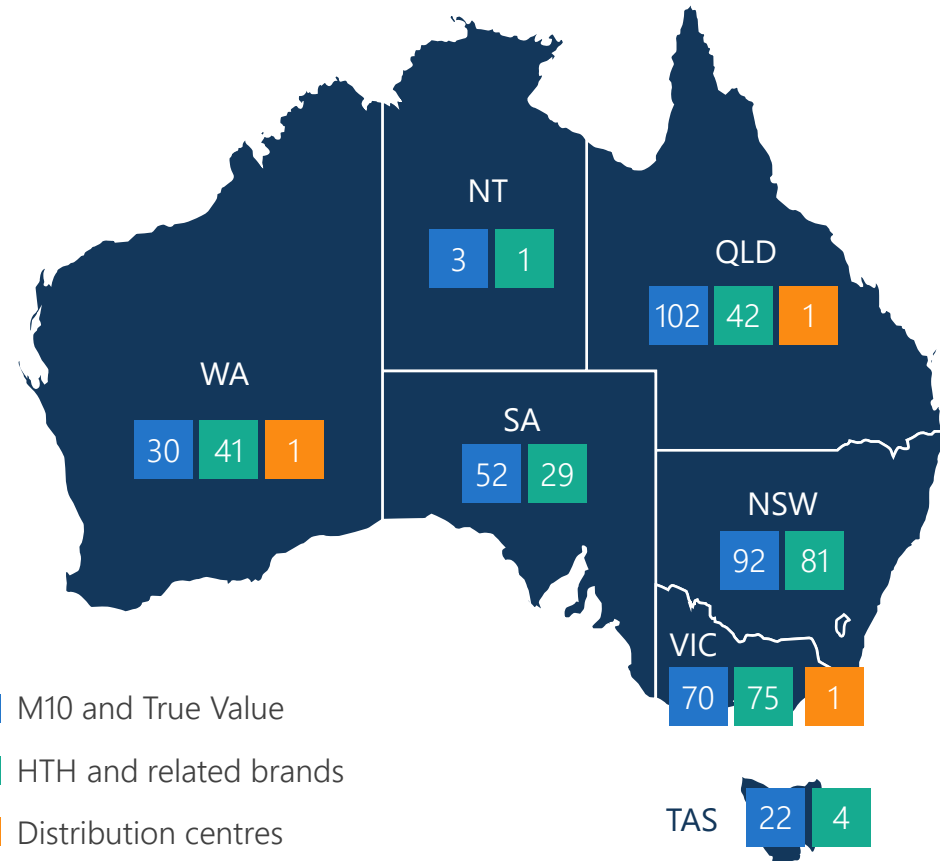 NT
3 1
QLD
102 42 1
WA
30 41 1
SA
52 29
NSW
92 81
VIC
70 75 1
M10 and True Value
HTH and related brands
Distribution centres
TAS 22 4